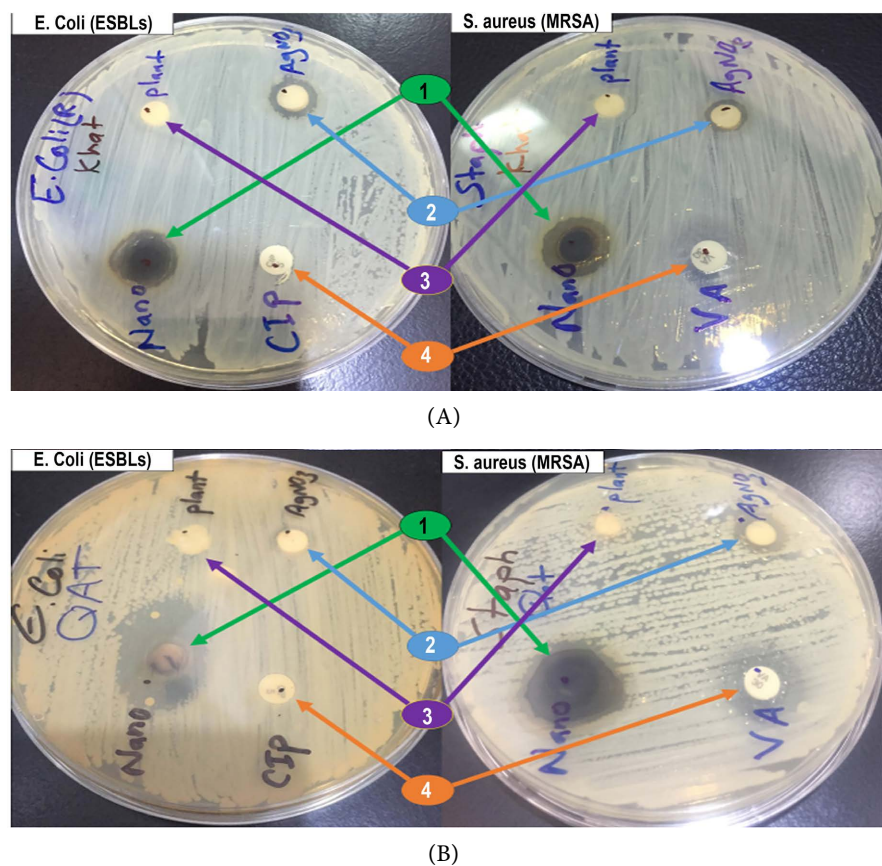 E. Coli (ESBLs)
S. aureus (MRSA)
plant
AgNO3
E.Coli(R)
Khat
Nano
CIP
plant
AgNO3
Staph
Khat
Nano
VA
1
2
3
4
(A)
E. Coli (ESBLs)
S. aureus (MRSA)
plant
AgNO3
E.Coli
QAT
Nano
CIP
plant
AgNO3
Staph
Nano
VA
1
2
3
4
(B)